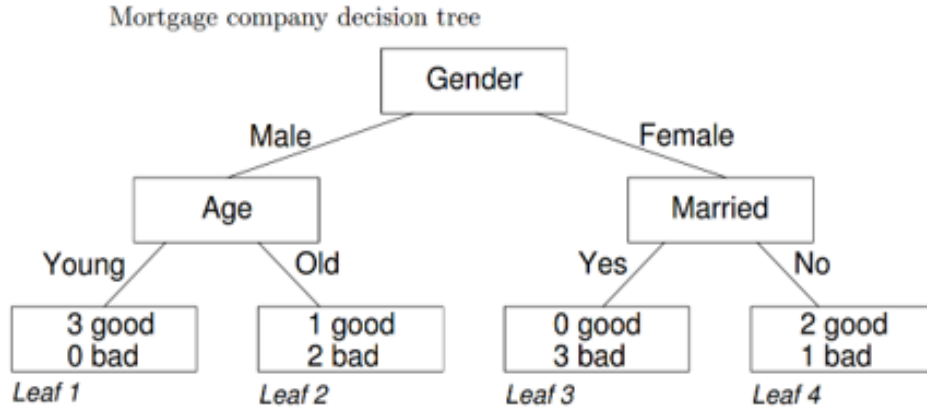 Mortgage company decision tree
Gender
Male
Female
Age
Married
Young
Old
Yes
No
3 good
0 bad
1 good
2 bad
0 good
3 bad
2 good
1 bad
Leaf 1
Leaf 2
Leaf 3
Leaf 4